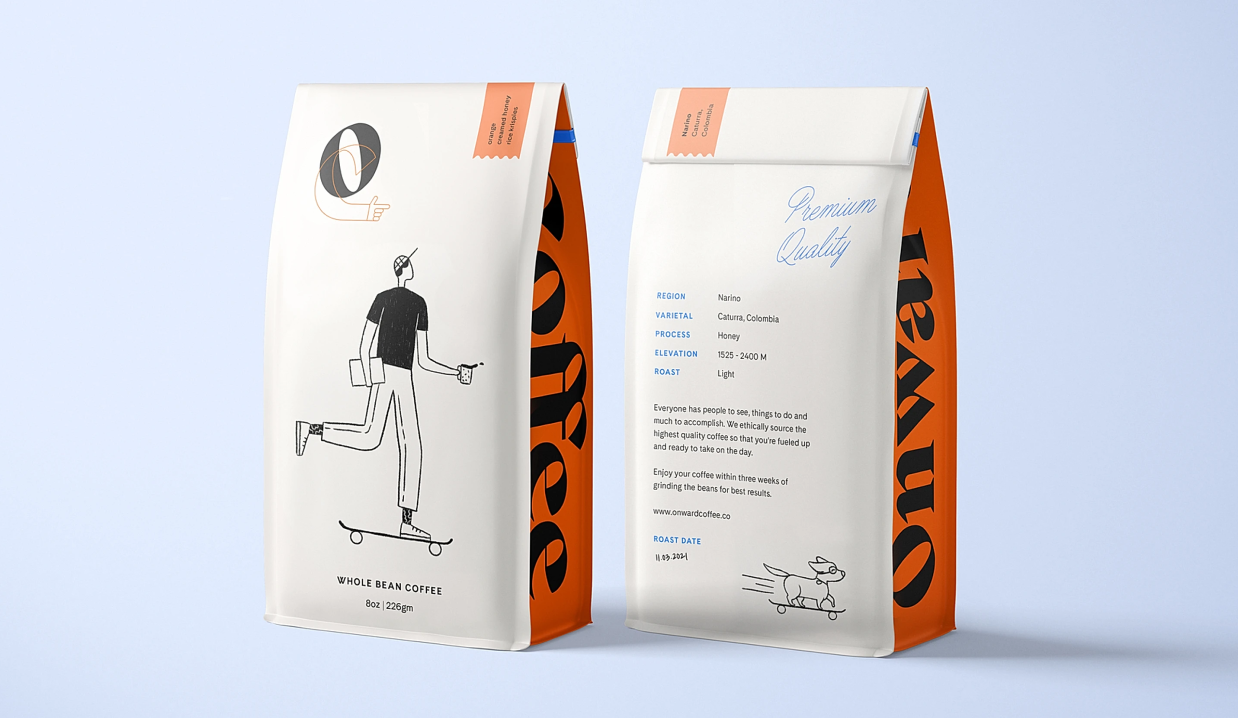 O
orange
creamed honey
rice krispies
coffee
WHOLE BEAN COFFEE
8oz | 226gm
Narino
Caturra,
Colombia
Premium
Quality
REGION Narino
VARIETAL Caturra, Colombia
PROCESS Honey
ELEVATION 1525 - 2400 M
ROAST Light
Everyone has people to see, things to do and
much to accomplish. We ethically source the
highest quality coffee so that you're fueled up
and ready to take on the day.
Enjoy your coffee within three weeks of
grinding the beans for best results.
www.onwardcoffee.co
ROAST DATE
11.03.2021
Onwar